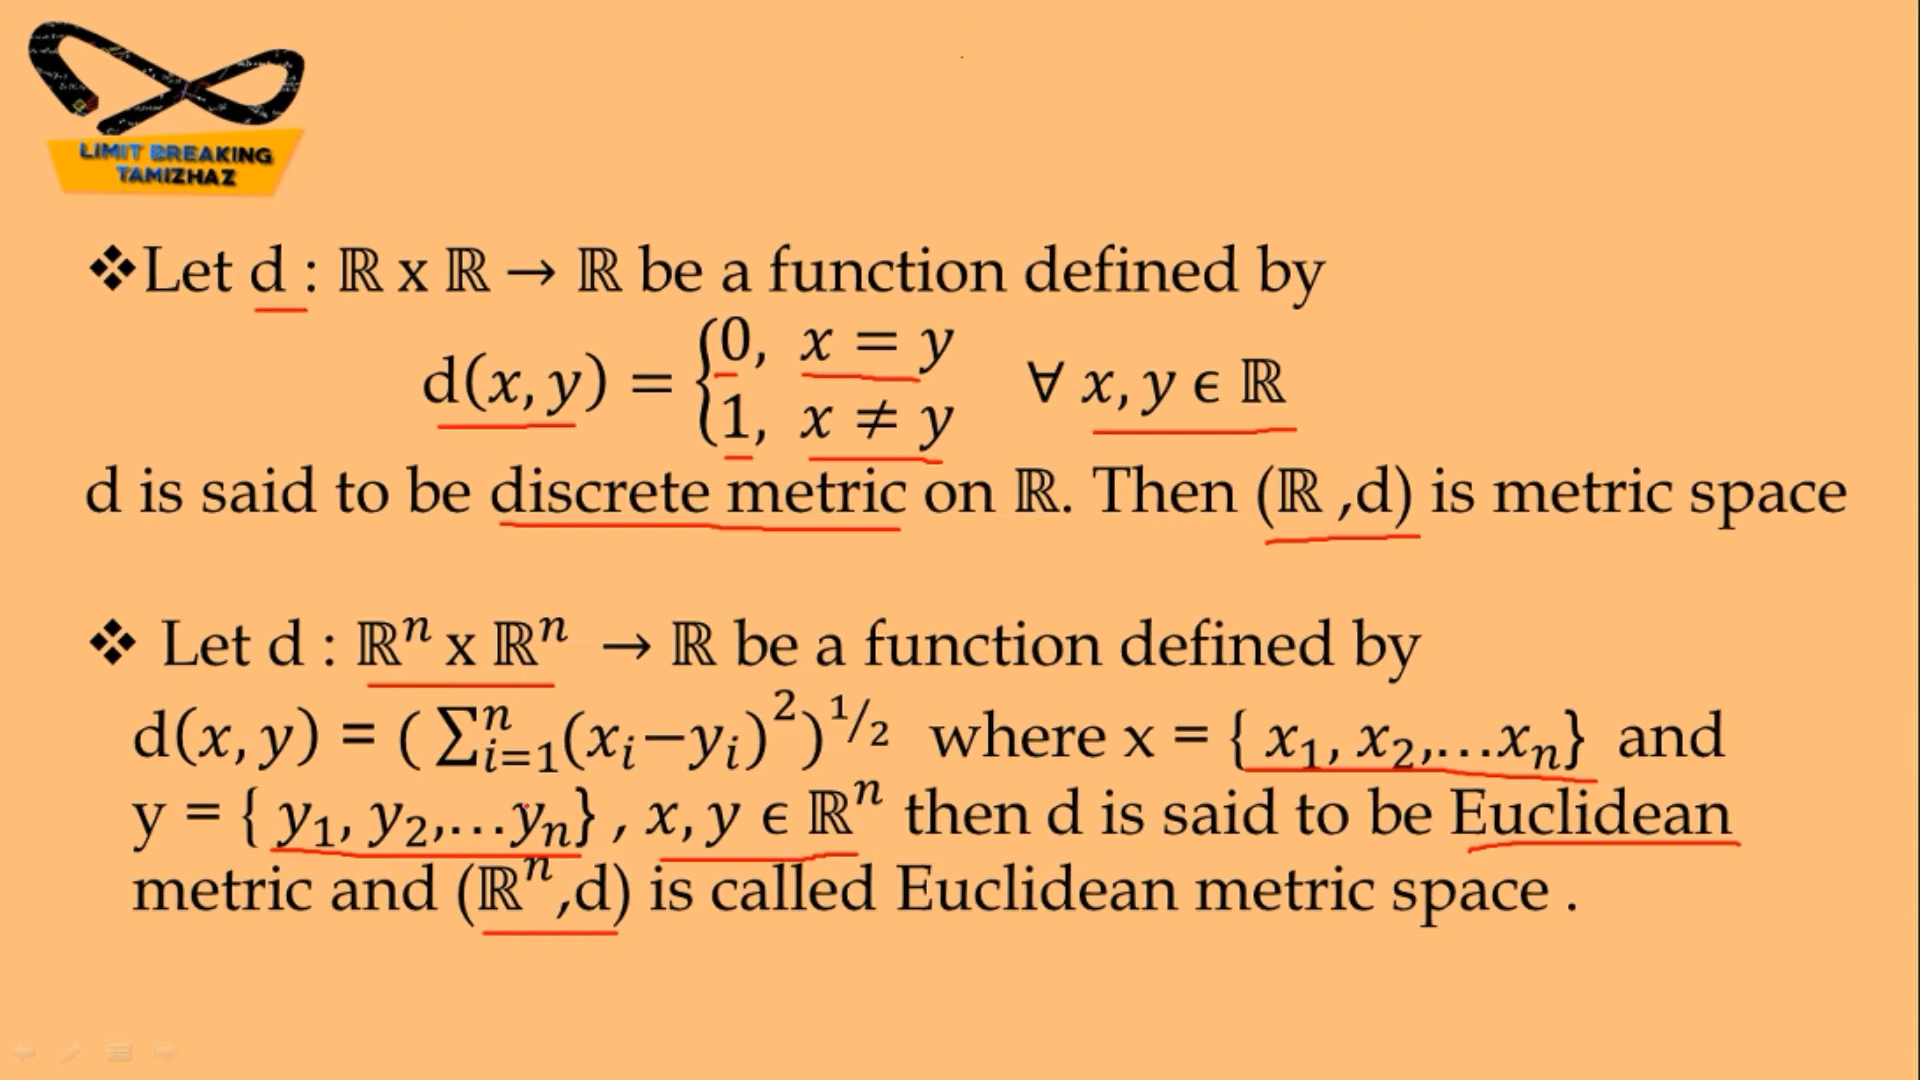 LIMIT BREAKING
TAMIZHAZ
❖Let d : ℝ x ℝ → ℝ be a function defined by
d(x, y) = {0, x = y
1, x ≠ y ∀ x, y ϵ ℝ
d is said to be discrete metric on ℝ. Then (ℝ ,d) is metric space
❖ Let d : ℝⁿ x ℝⁿ → ℝ be a function defined by
d(x, y) = ( ∑ⁿᵢ₌₁(xᵢ−yᵢ)²)^1/2 where x = { x₁, x₂,…xₙ} and
y = { y₁, y₂,…yₙ} , x, y ϵ ℝⁿ then d is said to be Euclidean
metric and (ℝⁿ,d) is called Euclidean metric space .